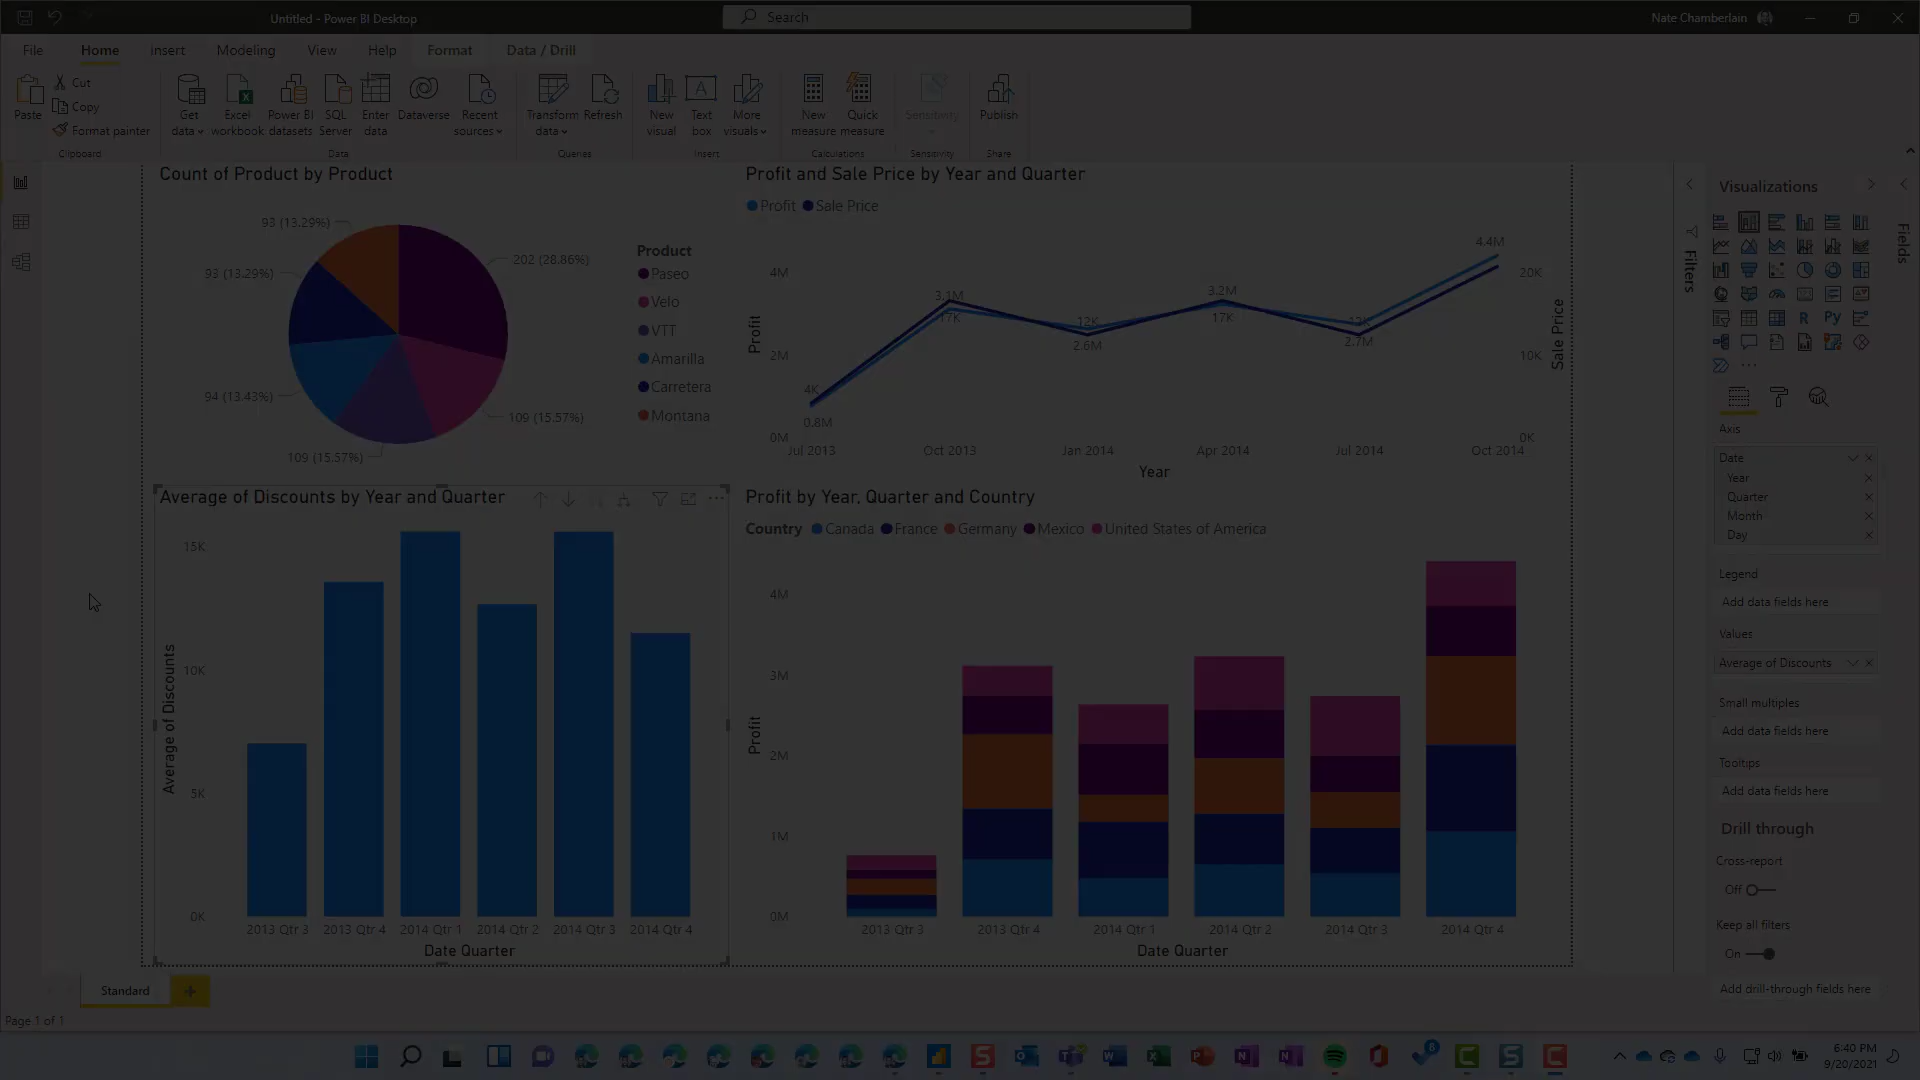 Untitled - Power BI Desktop
Search
Nate Chamberlain
File Home Insert Modeling View Help Format Data / Drill
Paste
Cut
Copy
Format painter
Clipboard
Get data
Excel workbook
Power BI datasets
SQL Server
Enter data
Dataverse
Recent sources
Data
Transform data
Refresh
Queries
New visual
Text box
More visuals
Insert
New measure
Quick measure
Calculations
Sensitivity
Sensitivity
Publish
Share
Count of Product by Product
93 (13.29%)
202 (28.86%)
93 (13.29%)
94 (13.43%)
109 (15.57%)
109 (15.57%)
Product
Paseo
Velo
VTT
Amarilla
Carretera
Montana
Profit and Sale Price by Year and Quarter
Profit Sale Price
4.4M
4M
20K
3.1M
3.2M
17K
12K
17K
2.6M
2.7M
2M
10K
4K
0.8M
0M
0K
Profit
Sale Price
Jul 2013 Oct 2013 Jan 2014 Apr 2014 Jul 2014 Oct 2014
Year
Average of Discounts by Year and Quarter
15K
10K
5K
0K
Average of Discounts
2013 Qtr 3 2013 Qtr 4 2014 Qtr 1 2014 Qtr 2 2014 Qtr 3 2014 Qtr 4
Date Quarter
Profit by Year, Quarter and Country
Country Canada France Germany Mexico United States of America
4M
3M
2M
1M
0M
Profit
2013 Qtr 3 2013 Qtr 4 2014 Qtr 1 2014 Qtr 2 2014 Qtr 3 2014 Qtr 4
Date Quarter
Filters
Visualizations
Fields
R Py
Axis
Date
Year
Quarter
Month
Day
Legend
Add data fields here
Values
Average of Discounts
Small multiples
Add data fields here
Tooltips
Add data fields here
Drill through
Cross-report
Off
Keep all filters
On
Add drill-through fields here
Standard
Page 1 of 1
6:40 PM
9/20/2021